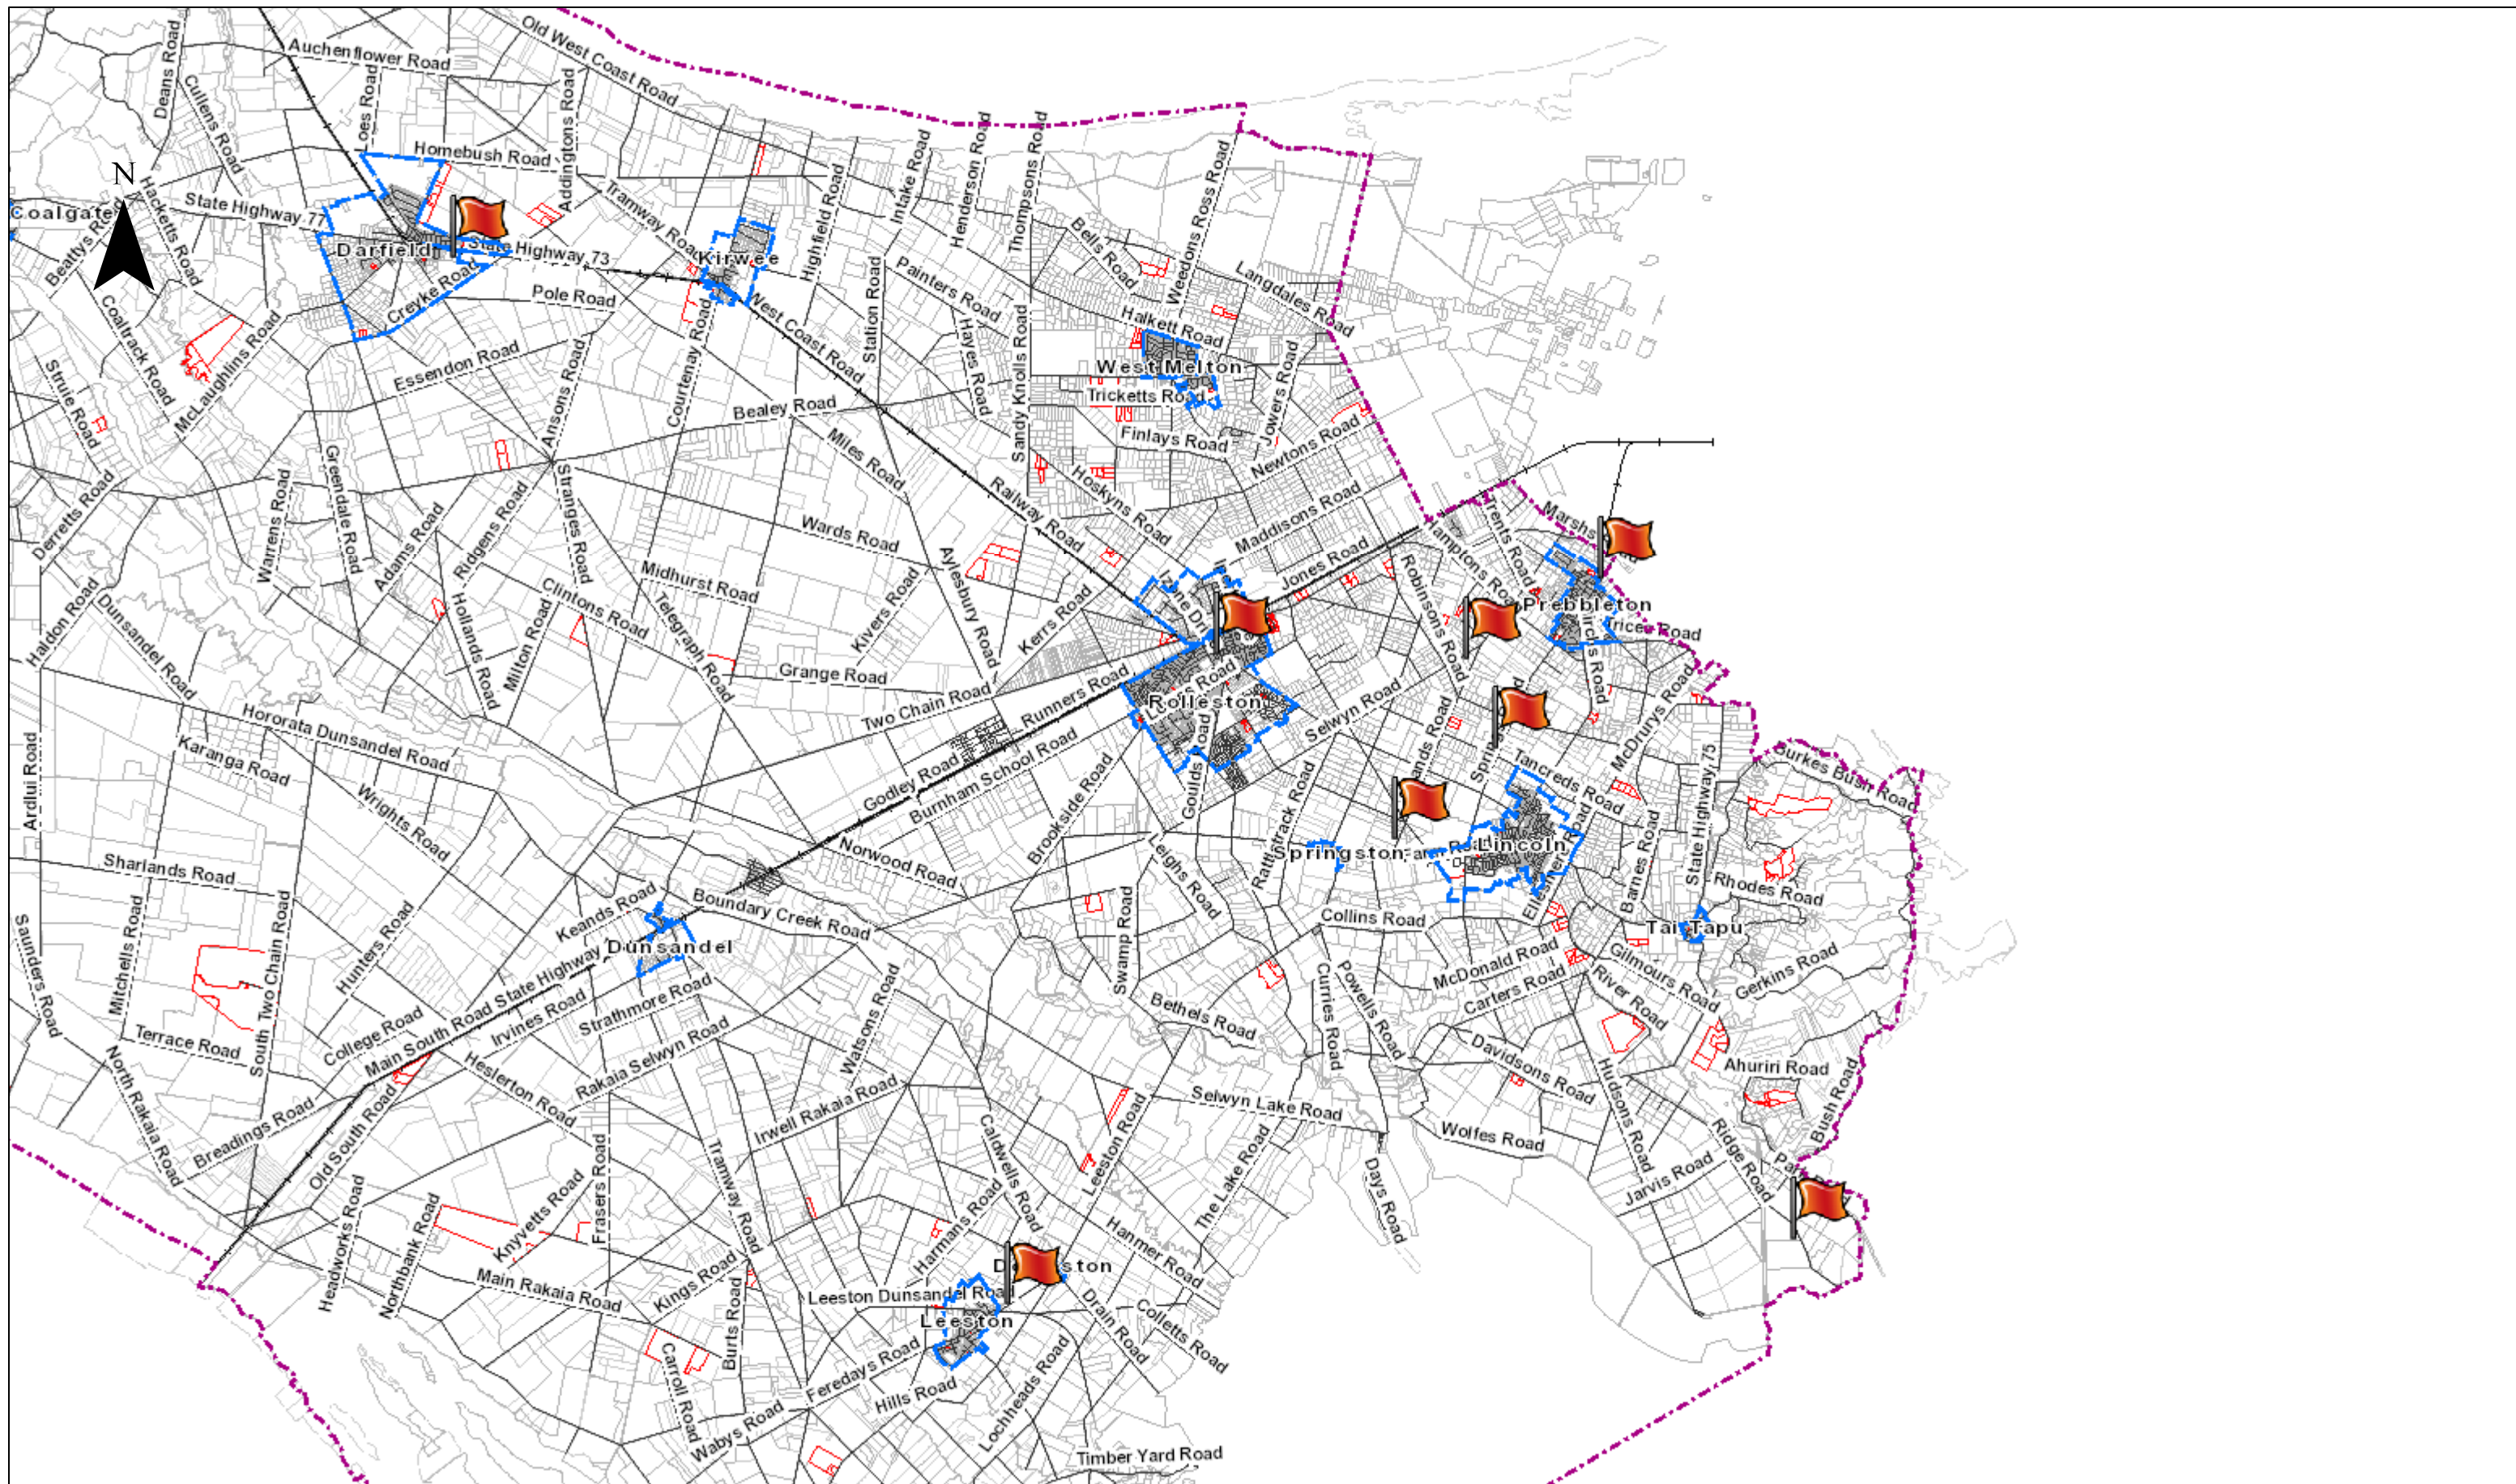 Old West Coast Road
Deans Road
Auchenflower Road
Loes Road
Cullens Road
Addingtons Road
Homebush Road
Intake Road
Henderson Road
Thompsons Road
Weedons Ross Road
N
Hacketts Road
Coalgate
State Highway 77
Tramway Road
Highfield Road
Bells Road
Darfield
State Highway 73
Kirwee
Painters Road
Langdales Road
Creyke Road
Pole Road
West Coast Road
Station Road
Halkett Road
Coaltrack Road
McLaughlins Road
Essendon Road
Ansons Road
Courtenay Road
Hayes Road
Sandy Knolls Road
West Melton
Tricketts Road
Jowers Road
Struie Road
Bealey Road
Finlays Road
Newtons Road
Miles Road
Greendale Road
Warrens Road
Stranges Road
Hoskyns Road
Railway Road
Maddisons Road
Derretts Road
Adams Road
Ridgens Road
Wards Road
Trents Road
Hamptons Road
Jones Road
Midhurst Road
Aylesbury Road
Robinsons Road
Haldon Road
Dunsandel Road
Hollands Road
Milton Road
Clintons Road
Telegraph Road
Kivers Road
Kerrs Road
Prebbleton
Grange Road
Two Chain Road
Runners Road
Rolleston
Selwyn Road
McDrurys Road
Hororata Dunsandel Road
Karanga Road
Ardlui Road
Wrights Road
Godley Road
Burnham School Road
Brookside Road
Goulds Road
Rattletrack Road
Tancreds Road
State Highway 75
Burkes Bush Road
Sharlands Road
Norwood Road
Leighs Road
Springston
Lincoln
Barnes Road
Rhodes Road
Saunders Road
Mitchells Road
South Two Chain Road
Hunters Road
Keands Road
Boundary Creek Road
Dunsandel
Swamp Road
Collins Road
Tai Tapu
Main South Road State Highway
College Road
Irvines Road
Strathmore Road
Watsons Road
Bethels Road
Curries Road
Powells Road
McDonald Road
Carters Road
Gilmours Road
River Road
Gerkins Road
Terrace Road
North Rakaia Road
Heslerton Road
Rakaia Selwyn Road
Davidsons Road
Hudsons Road
Ahuriri Road
Bush Road
Breadings Road
Old South Road
Irwell Rakaia Road
Caldwells Road
Leeston Road
Selwyn Lake Road
Wolfes Road
Ridge Road
Jarvis Road
Headworks Road
Northbank Road
Knyvetts Road
Frasers Road
Tramway Road
Harmans Road
Hanmer Road
The Lake Road
Days Road
Main Rakaia Road
Kings Road
Burts Road
Leeston Dunsandel Road
Leeston
Drain Road
Colletts Road
Carroll Road
Feredays Road
Hills Road
Wabys Road
Lochheads Road
Timber Yard Road